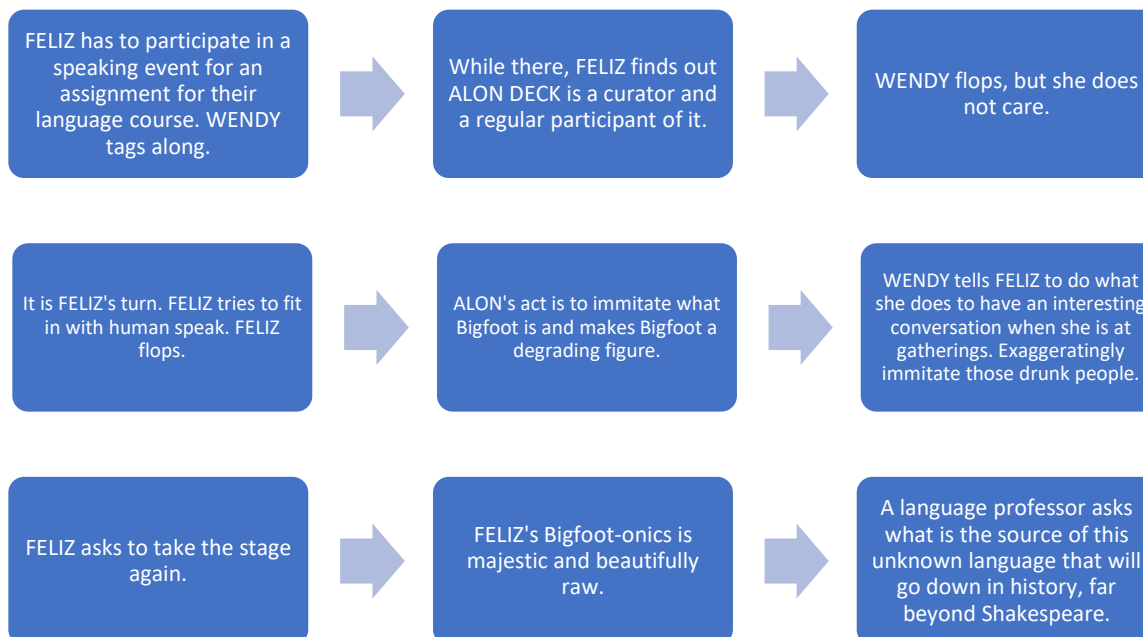 FELIZ has to participate in a
speaking event for an
assignment for their
language course. WENDY
tags along.
While there, FELIZ finds out
ALON DECK is a curator and
a regular participant of it.
WENDY flops, but she does
not care.
It is FELIZ's turn. FELIZ tries to fit
in with human speak. FELIZ
flops.
ALON's act is to immitate what
Bigfoot is and makes Bigfoot a
degrading figure.
WENDY tells FELIZ to do what
she does to have an interesting
conversation when she is at
gatherings. Exaggeratingly
immitate those drunk people.
FELIZ asks to take the stage
again.
FELIZ's Bigfoot-onics is
majestic and beautifully
raw.
A language professor asks
what is the source of this
unknown language that will
go down in history, far
beyond Shakespeare.